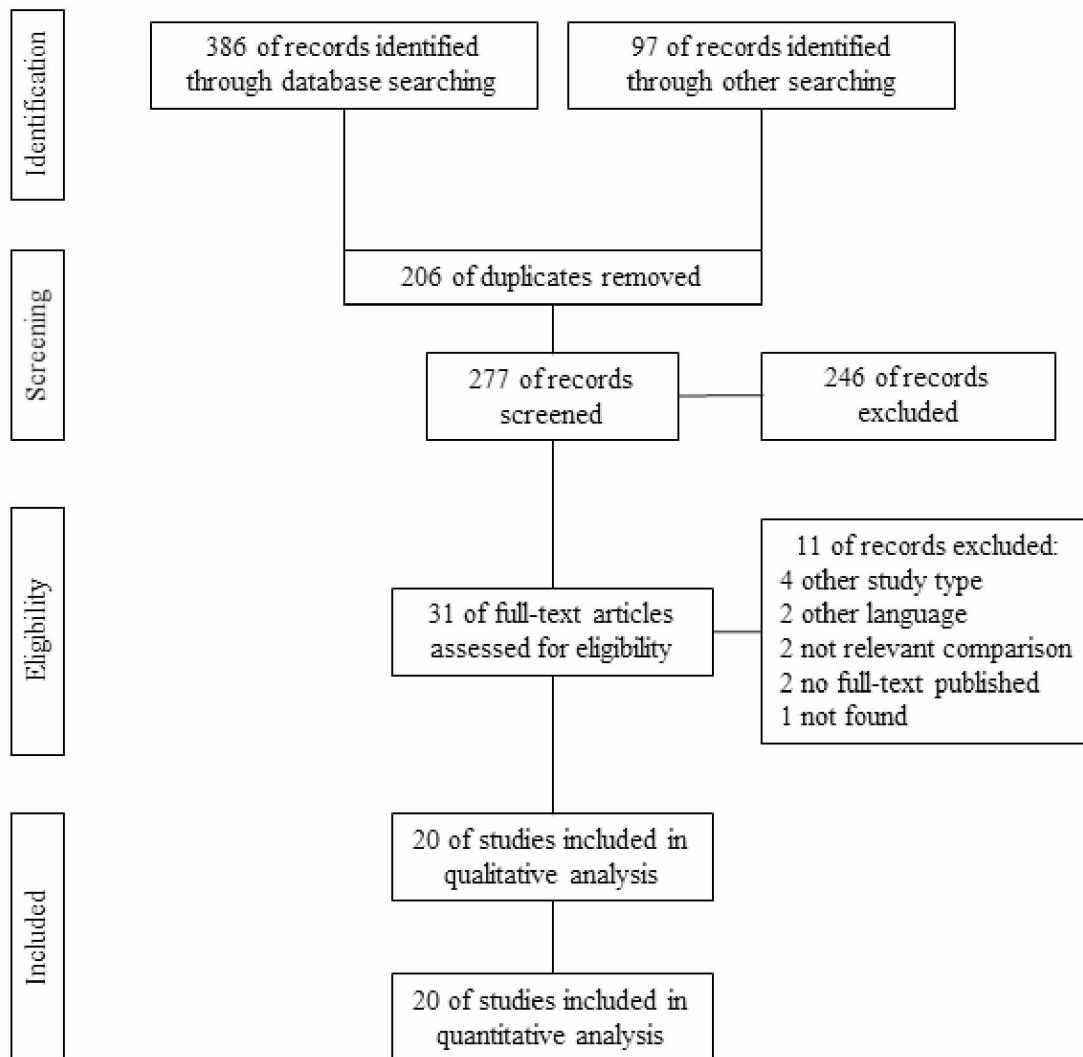 Identification
386 of records identified
through database searching
97 of records identified
through other searching
Screening
206 of duplicates removed
277 of records
screened
246 of records
excluded
Eligibility
31 of full-text articles
assessed for eligibility
11 of records excluded:
4 other study type
2 other language
2 not relevant comparison
2 no full-text published
1 not found
Included
20 of studies included in
qualitative analysis
20 of studies included in
quantitative analysis